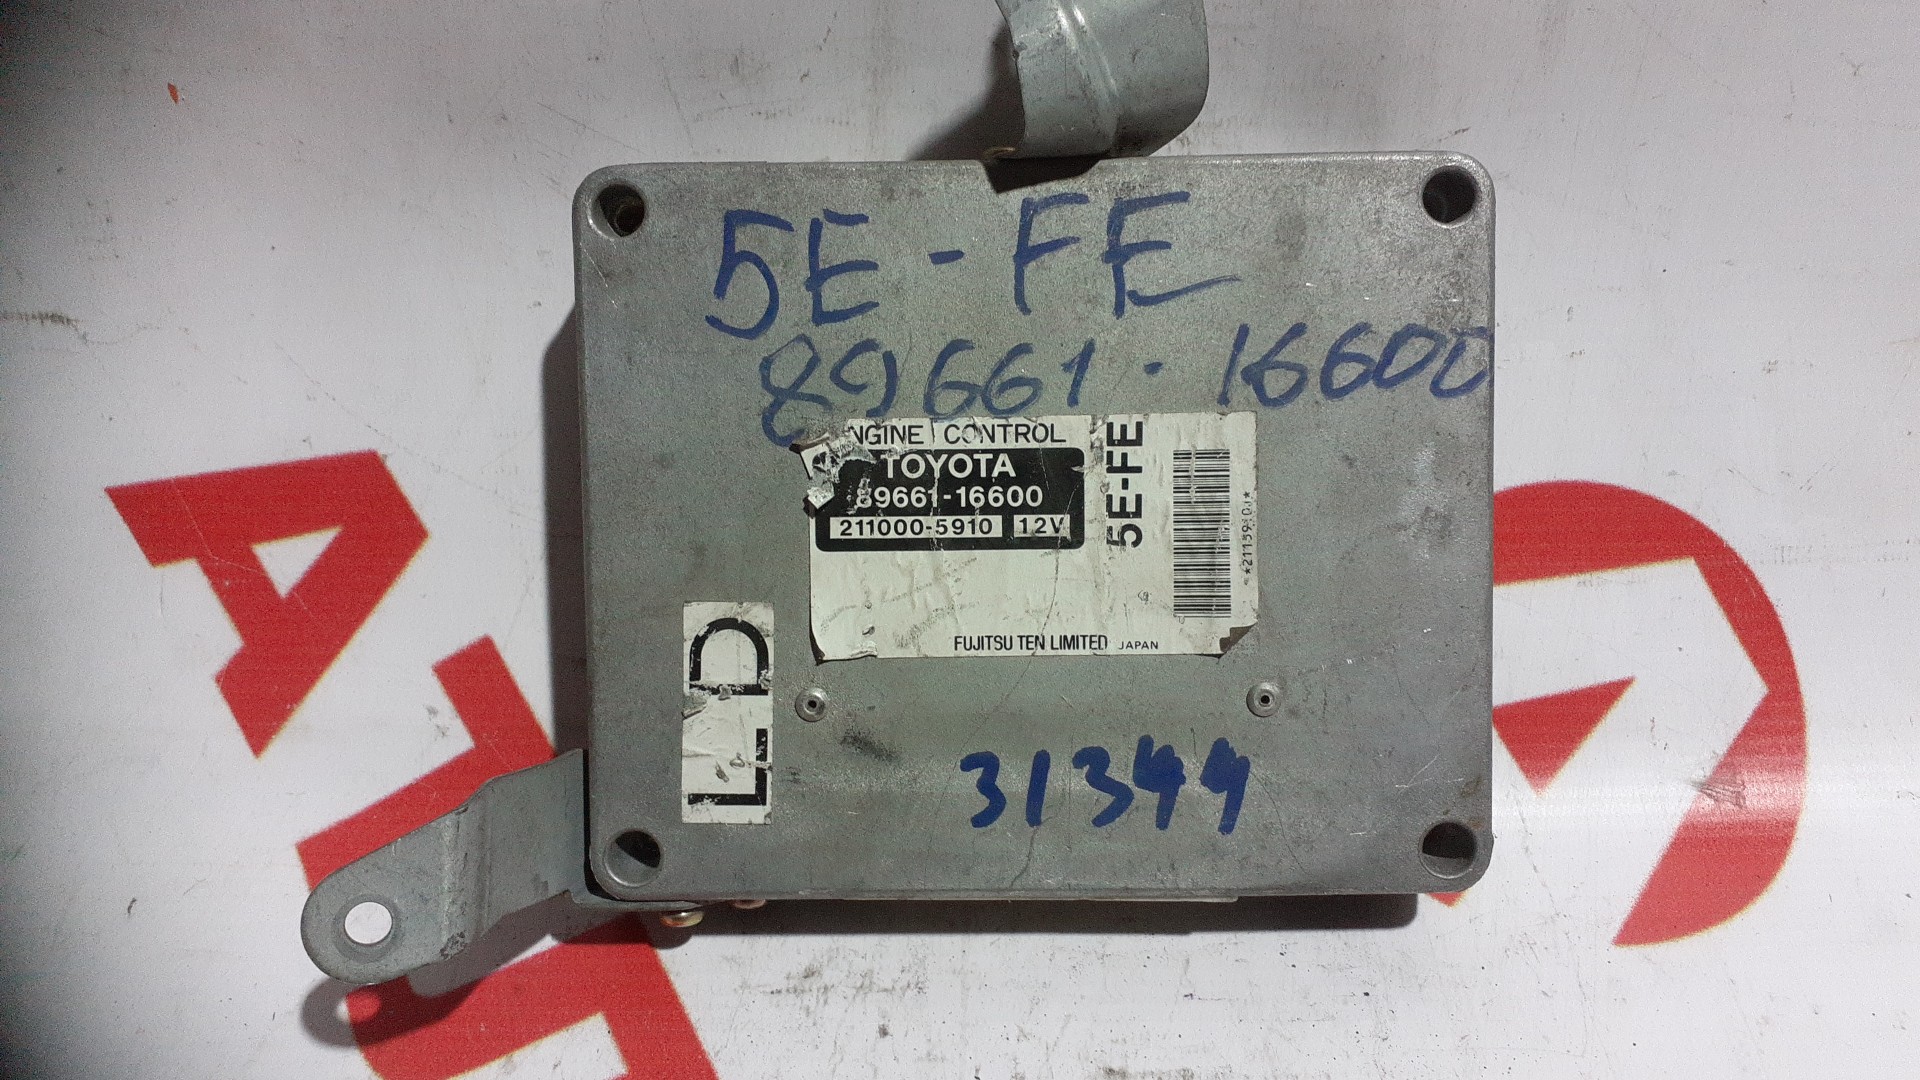 5E-FE
89661-16600
NGINE CONTROL
TOYOTA
89661-16600
211000-5910 12V
5E-FE
FUJITSU TEN LIMITED JAPAN
LD
31344